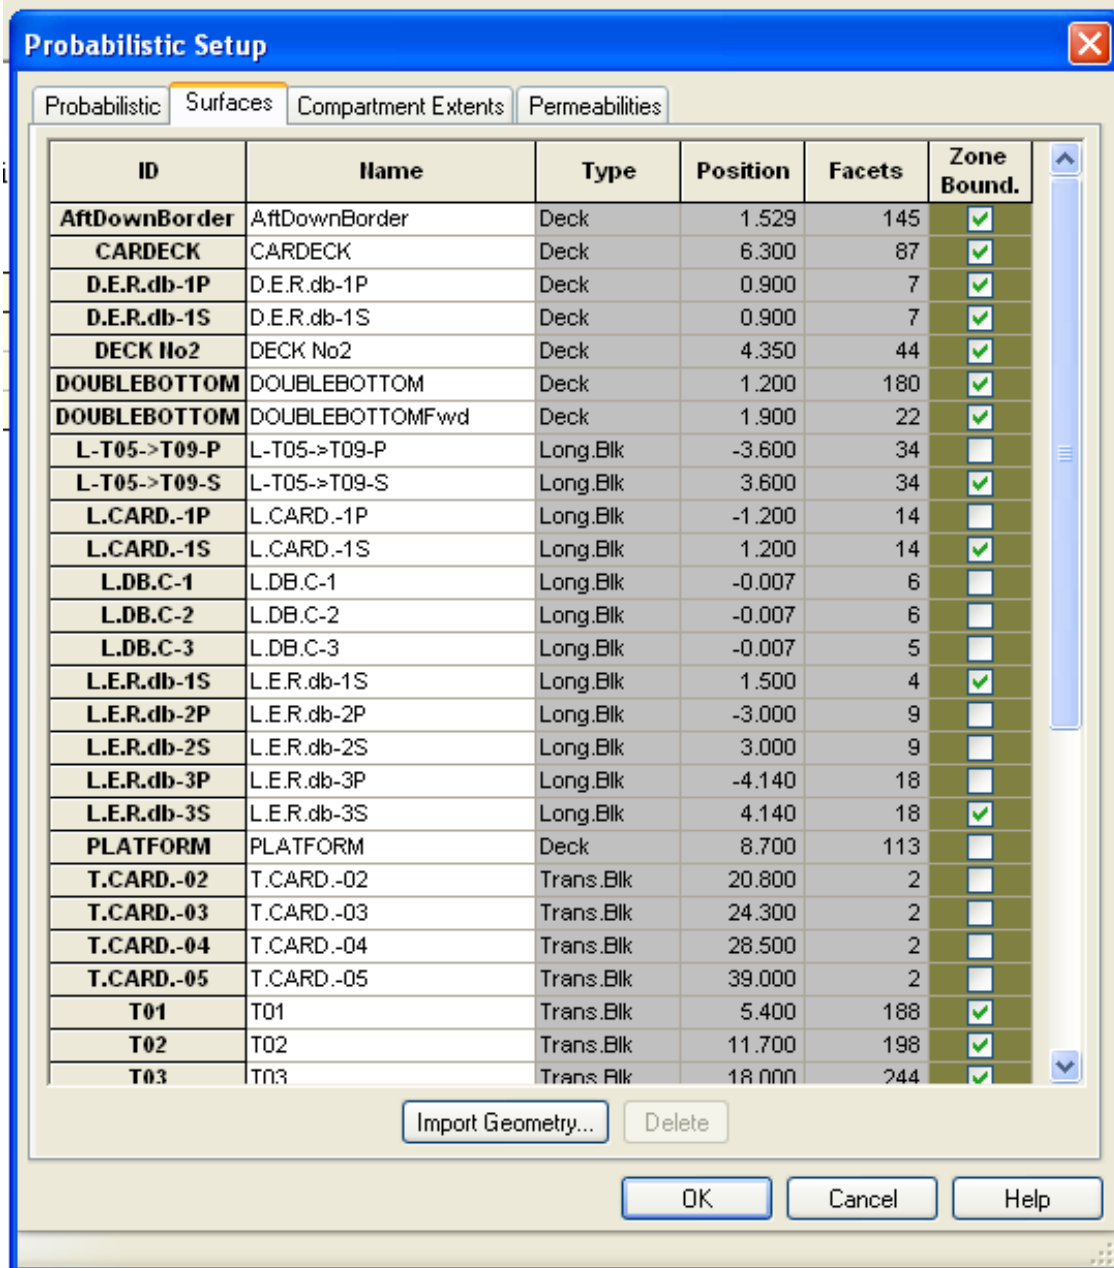 Probabilistic Setup
Probabilistic Surfaces Compartment Extents Permeabilities
ID Name Type Position Facets Zone Bound.
AftDownBorder AftDownBorder Deck 1.529 145
CARDECK CARDECK Deck 6.300 87
D.E.R.db-1P D.E.R.db-1P Deck 0.900 7
D.E.R.db-1S D.E.R.db-1S Deck 0.900 7
DECK No2 DECK No2 Deck 4.350 44
DOUBLEBOTTOM DOUBLEBOTTOM Deck 1.200 180
DOUBLEBOTTOM DOUBLEBOTTOMFwd Deck 1.900 22
L-T05->T09-P L-T05->T09-P Long.Blk -3.600 34
L-T05->T09-S L-T05->T09-S Long.Blk 3.600 34
L.CARD.-1P L.CARD.-1P Long.Blk -1.200 14
L.CARD.-1S L.CARD.-1S Long.Blk 1.200 14
L.DB.C-1 L.DB.C-1 Long.Blk -0.007 6
L.DB.C-2 L.DB.C-2 Long.Blk -0.007 6
L.DB.C-3 L.DB.C-3 Long.Blk -0.007 5
L.E.R.db-1S L.E.R.db-1S Long.Blk 1.500 4
L.E.R.db-2P L.E.R.db-2P Long.Blk -3.000 9
L.E.R.db-2S L.E.R.db-2S Long.Blk 3.000 9
L.E.R.db-3P L.E.R.db-3P Long.Blk -4.140 18
L.E.R.db-3S L.E.R.db-3S Long.Blk 4.140 18
PLATFORM PLATFORM Deck 8.700 113
T.CARD.-02 T.CARD.-02 Trans.Blk 20.800 2
T.CARD.-03 T.CARD.-03 Trans.Blk 24.300 2
T.CARD.-04 T.CARD.-04 Trans.Blk 28.500 2
T.CARD.-05 T.CARD.-05 Trans.Blk 39.000 2
T01 T01 Trans.Blk 5.400 188
T02 T02 Trans.Blk 11.700 198
T03 T03 Trans.Blk 18.000 244
Import Geometry... Delete
OK Cancel Help